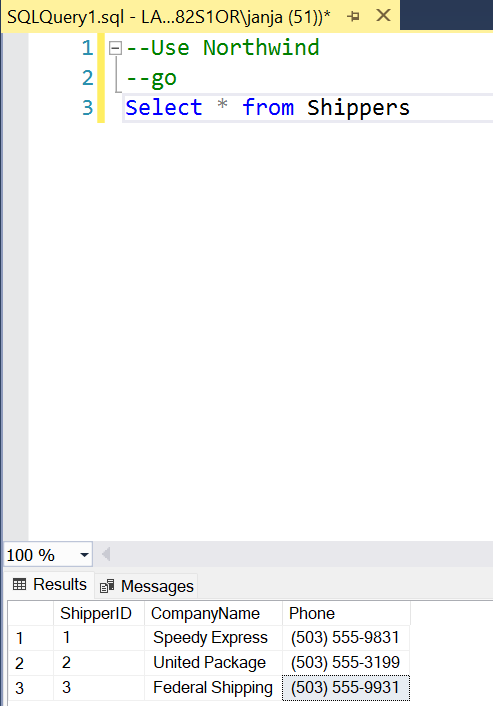 SQLQuery1.sql - LA...82S1OR\janja (51))*
1 --Use Northwind
2 --go
3 Select * from Shippers
100 %
Results Messages
ShipperID CompanyName Phone
1 1 Speedy Express (503) 555-9831
2 2 United Package (503) 555-3199
3 3 Federal Shipping (503) 555-9931